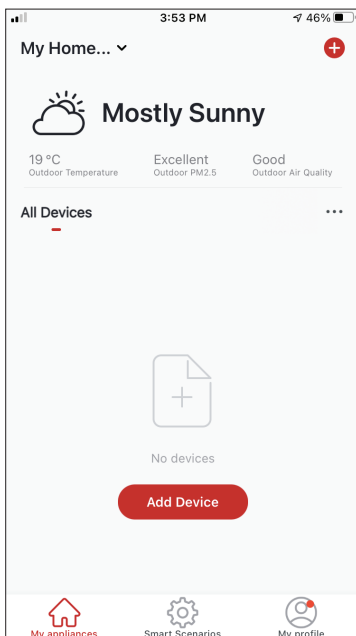 3:53 PM
46%
My Home...
Mostly Sunny
19 °C
Excellent
Good
Outdoor Temperature
Outdoor PM2.5
Outdoor Air Quality
All Devices
No devices
Add Device
My appliances
Smart Scenarios
My profile